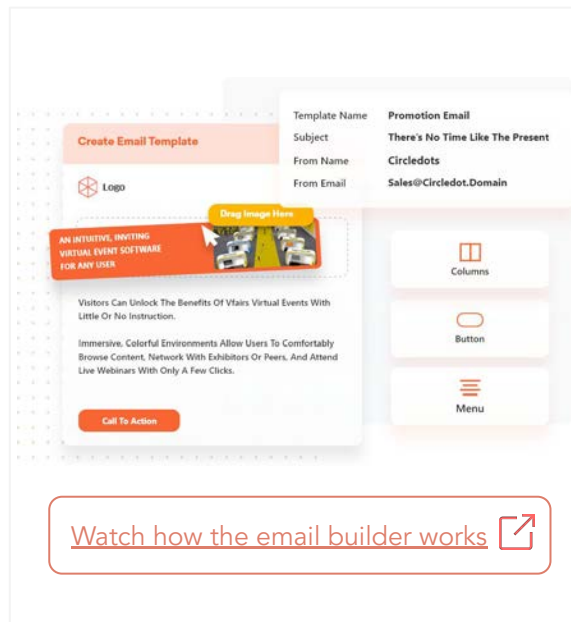 Template Name Promotion Email
Subject There's No Time Like The Present
From Name Circledots
From Email Sales@Circledot.Domain
Create Email Template
Logo
Drag Image Here
AN INTUITIVE, INVITING
VIRTUAL EVENT SOFTWARE
FOR ANY USER
Visitors Can Unlock The Benefits Of Vfairs Virtual Events With
Little Or No Instruction.
Immersive, Colorful Environments Allow Users To Comfortably
Browse Content, Network With Exhibitors Or Peers, And Attend
Live Webinars With Only A Few Clicks.
Call To Action
Columns
Button
Menu
Watch how the email builder works